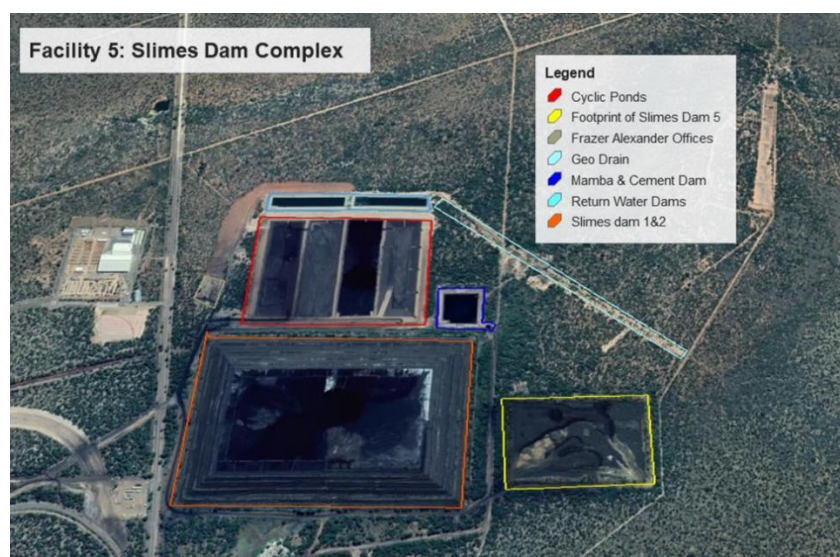 Facility 5: Slimes Dam Complex
Legend
Cyclic Ponds
Footprint of Slimes Dam 5
Frazer Alexander Offices
Geo Drain
Mamba & Cement Dam
Return Water Dams
Slimes dam 1&2